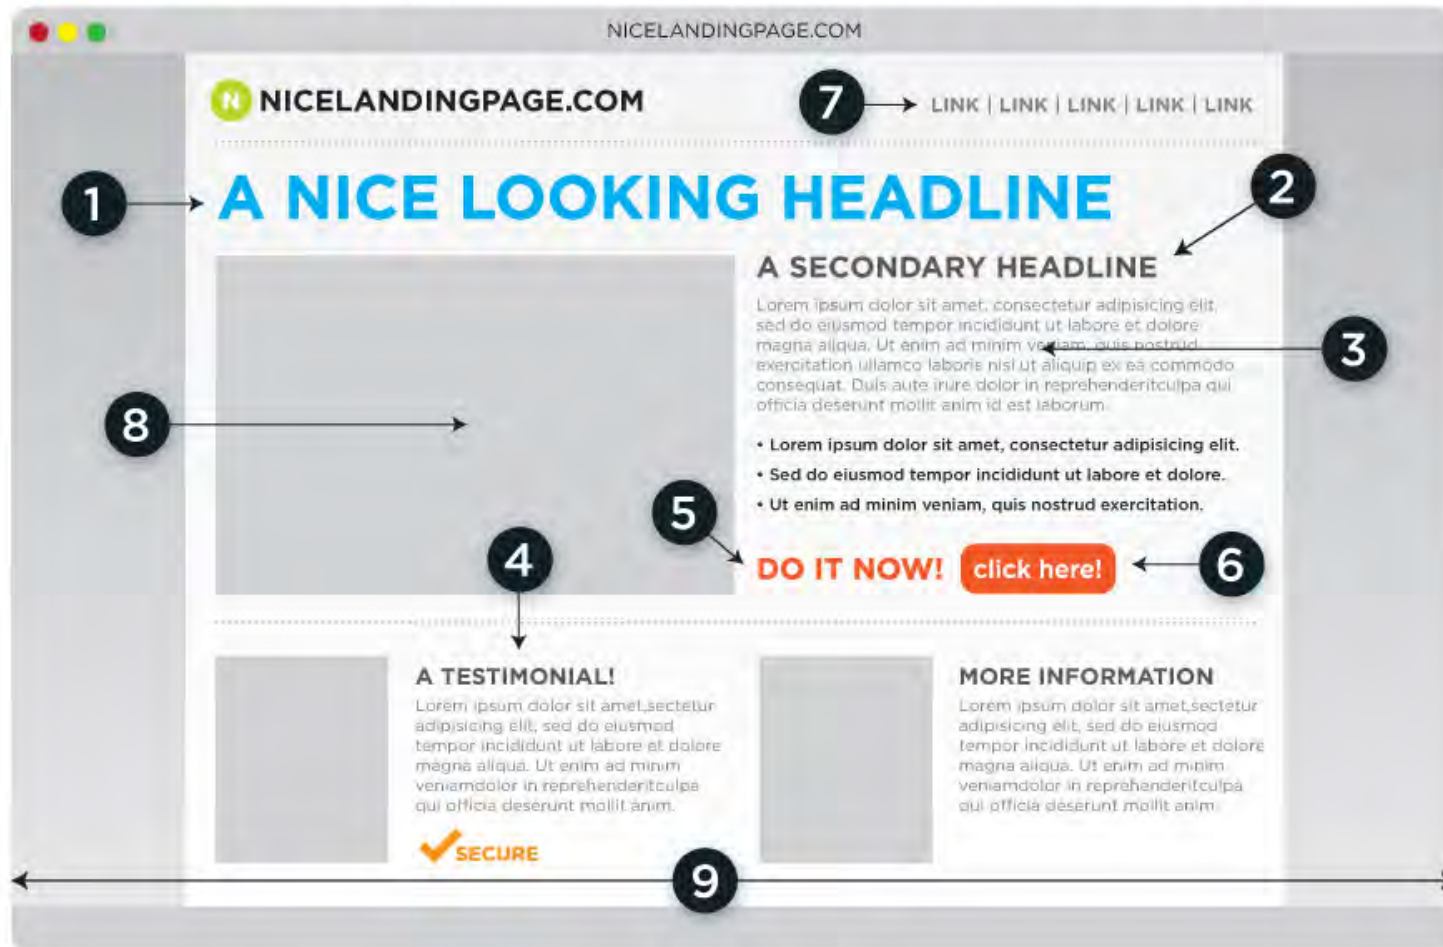 NICELANDINGPAGE.COM
N NICELANDINGPAGE.COM
7
LINK | LINK | LINK | LINK | LINK
1
A NICE LOOKING HEADLINE
2
A SECONDARY HEADLINE
Lorem ipsum dolor sit amet, consectetur adipisicing elit,
sed do eiusmod tempor incididunt ut labore et dolore
magna aliqua. Ut enim ad minim veniam, quis nostrud
3
exercitation ullamco laboris nisi ut aliquip ex ea commodo
consequat. Duis aute irure dolor in reprehenderitculpa qui
officia deserunt mollit anim id est laborum.
8
• Lorem ipsum dolor sit amet, consectetur adipisicing elit.
• Sed do eiusmod tempor incididunt ut labore et dolore.
• Ut enim ad minim veniam, quis nostrud exercitation.
5
4
DO IT NOW!
click here!
6
A TESTIMONIAL!
Lorem ipsum dolor sit amet,sectetur
adipisicing elit, sed do eiusmod
tempor incididunt ut labore et dolore
magna aliqua. Ut enim ad minim
veniamdolor in reprehenderitculpa
qui officia deserunt mollit anim.
SECURE
MORE INFORMATION
Lorem ipsum dolor sit amet,sectetur
adipisicing elit, sed do eiusmod
tempor incididunt ut labore et dolore
magna aliqua. Ut enim ad minim
veniamdolor in reprehenderitculpa
qui officia deserunt mollit anim.
9